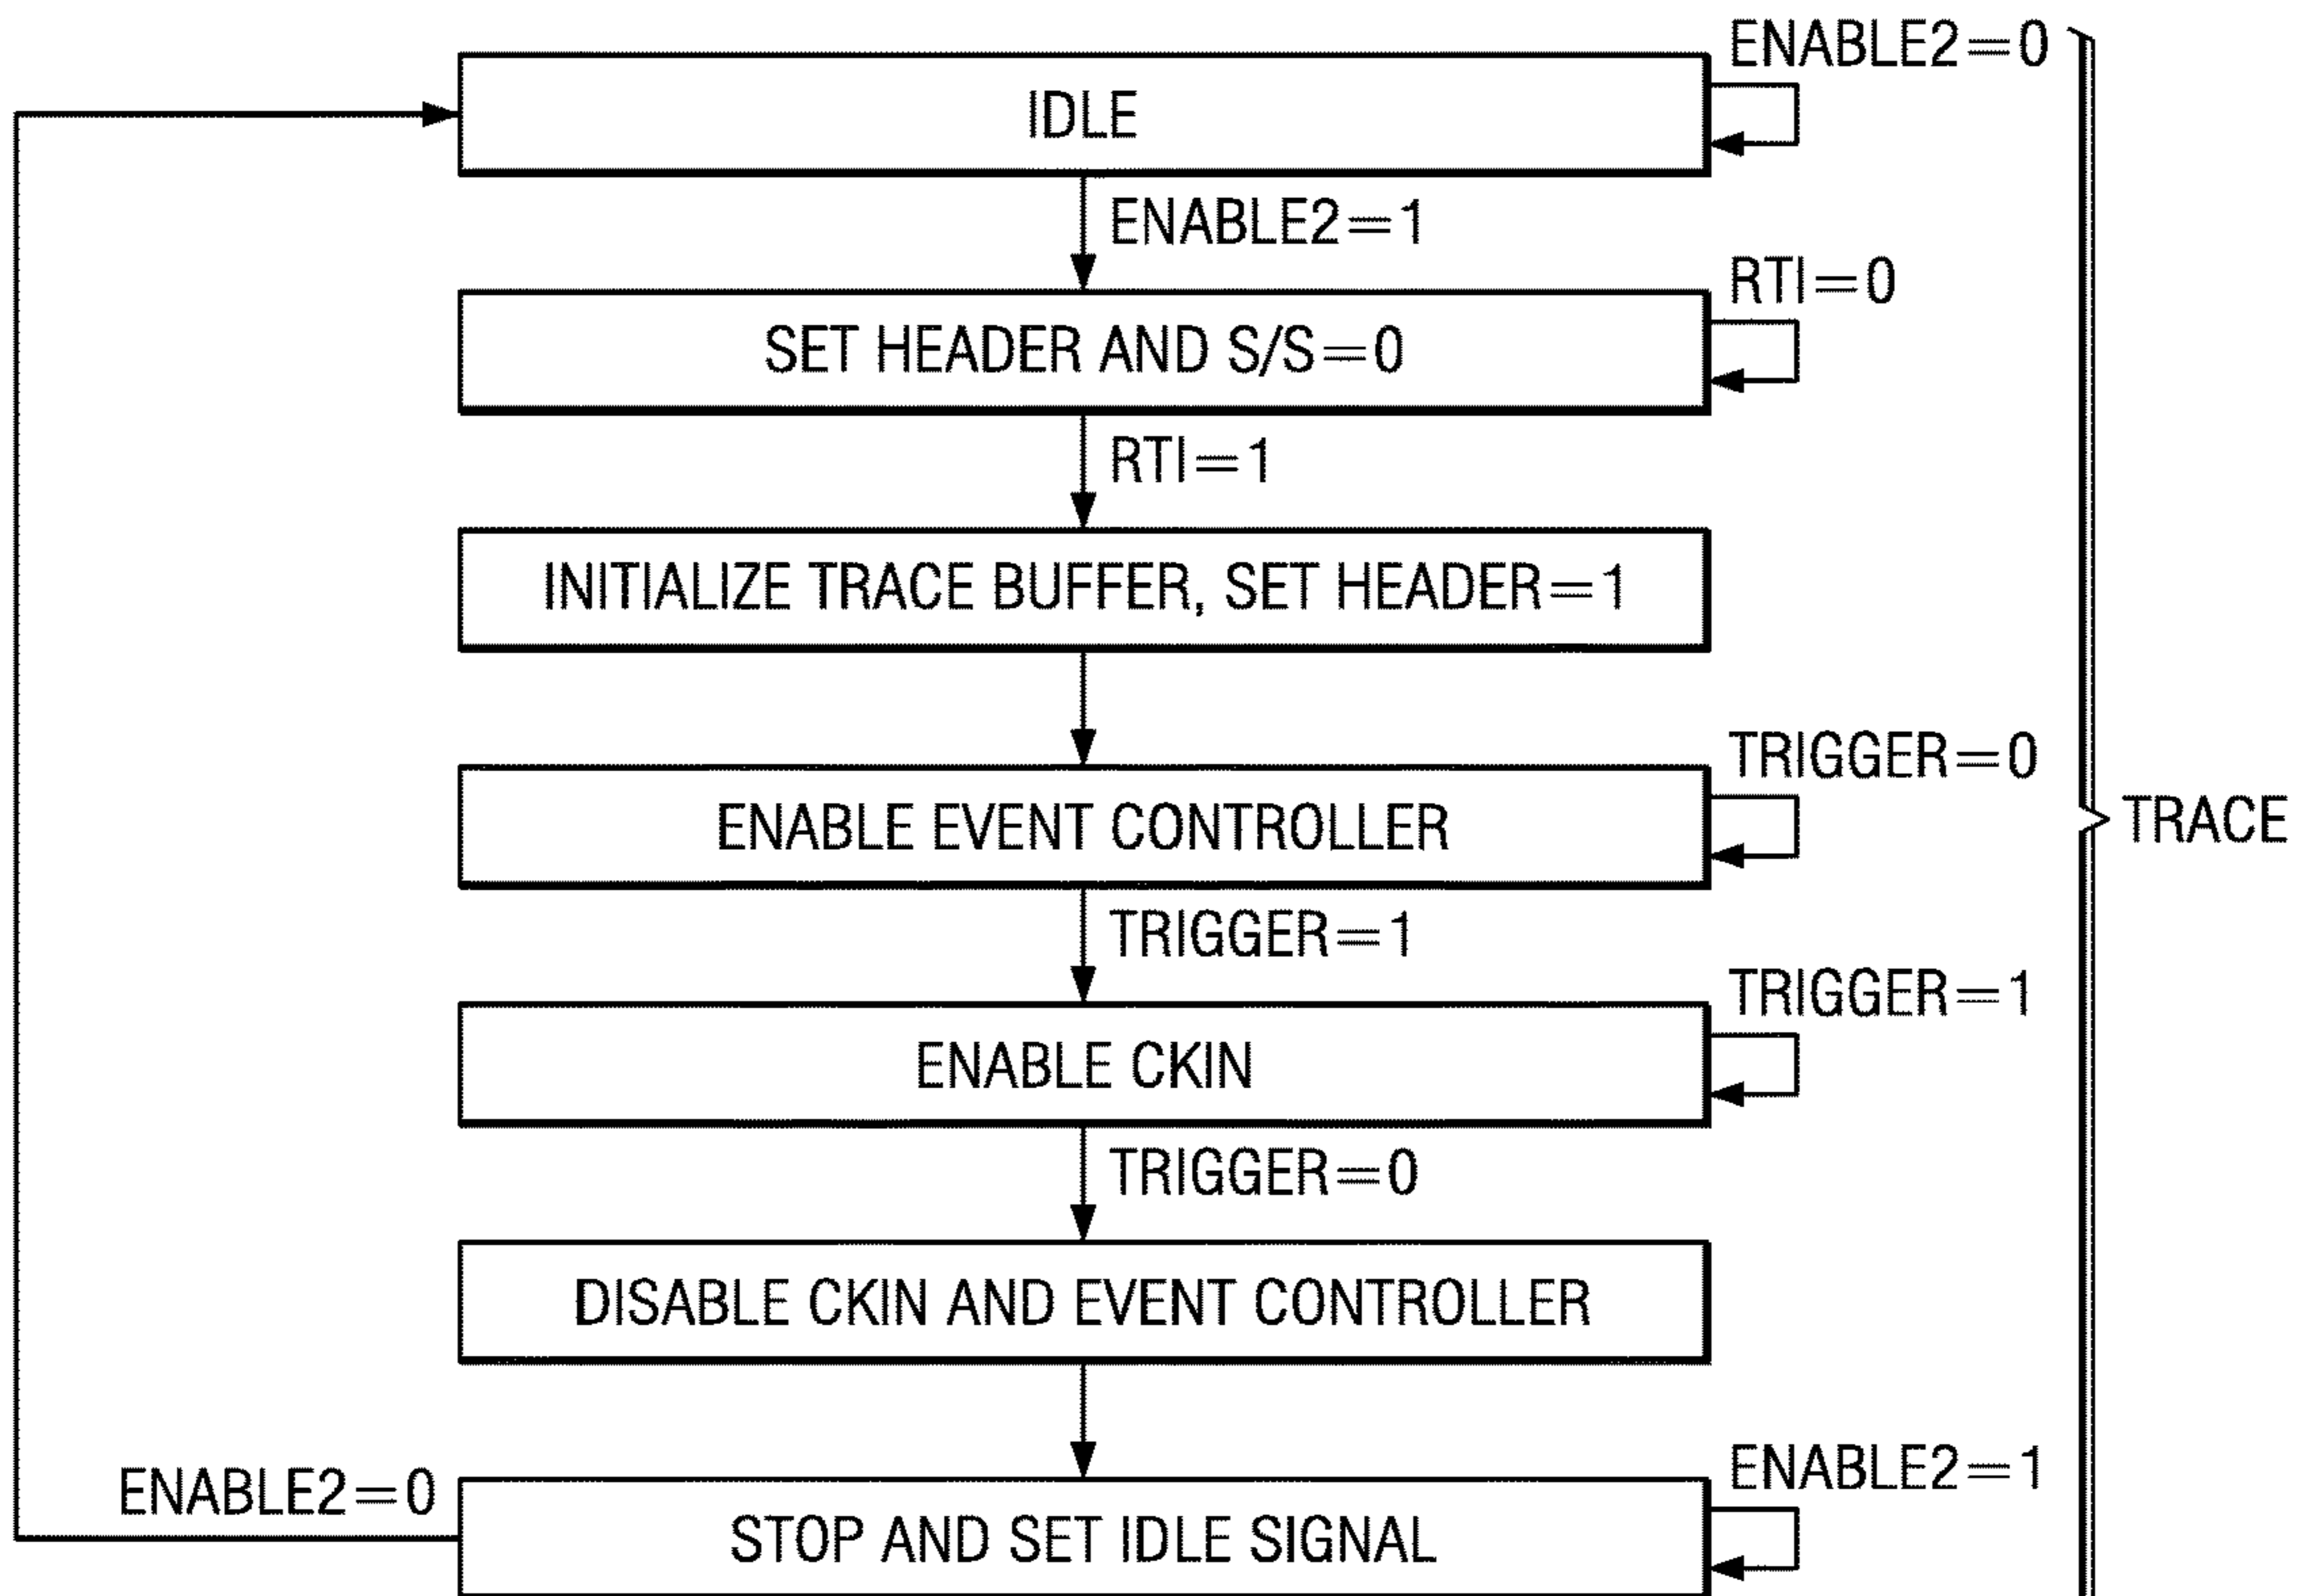 ENABLE2=0
IDLE
ENABLE2=1
RTI=0
SET HEADER AND S/S=0
RTI=1
INITIALIZE TRACE BUFFER, SET HEADER=1
TRIGGER=0
ENABLE EVENT CONTROLLER
TRACE
TRIGGER=1
TRIGGER=1
ENABLE CKIN
TRIGGER=0
DISABLE CKIN AND EVENT CONTROLLER
ENABLE2=0
ENABLE2=1
STOP AND SET IDLE SIGNAL